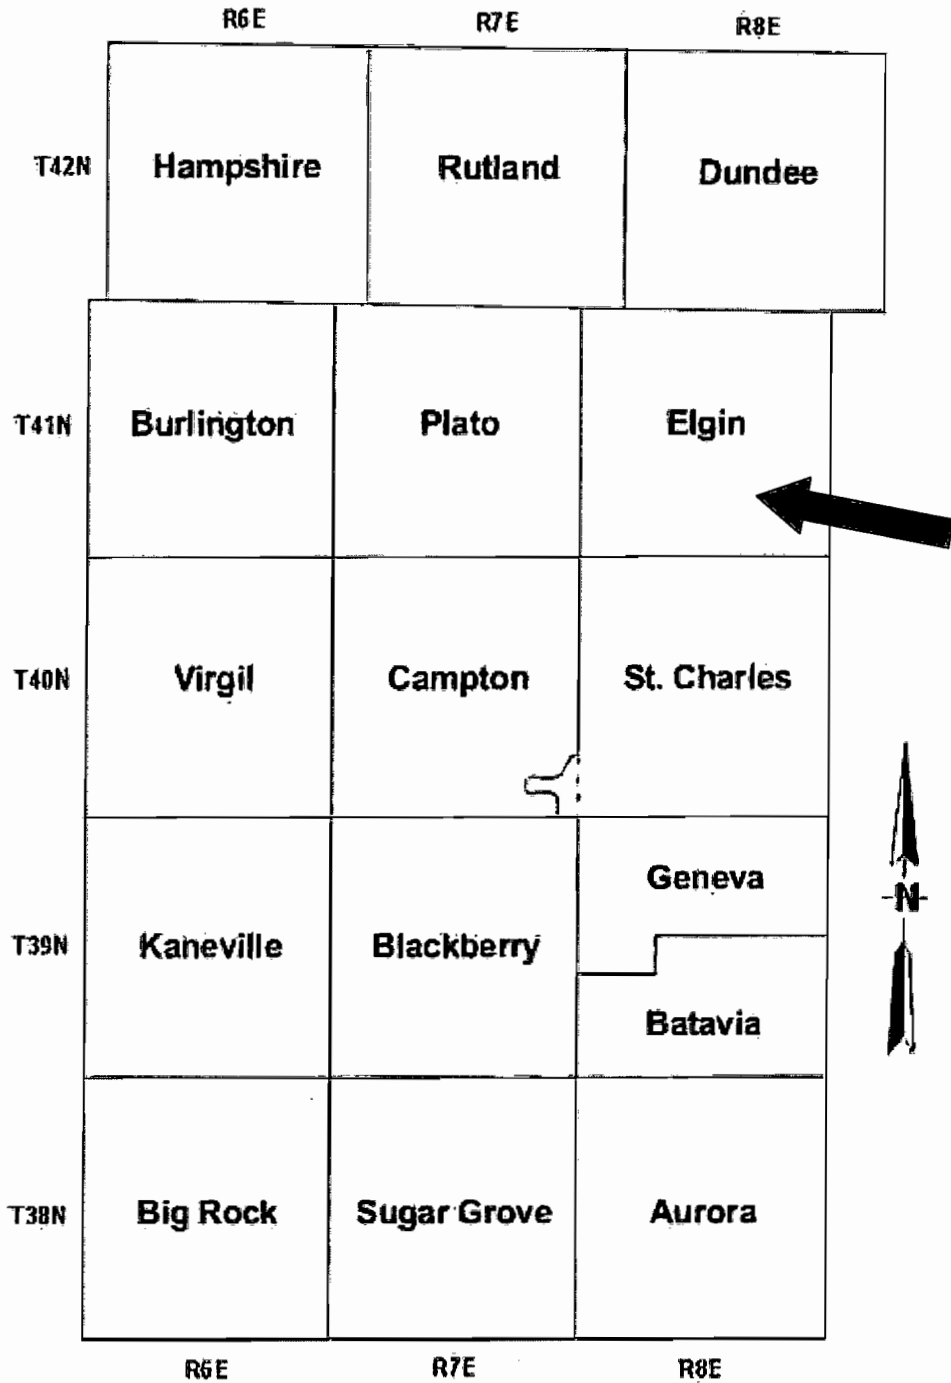 R6E R7E R8E
T42N Hampshire Rutland Dundee
T41N Burlington Plato Elgin
T40N Virgil Campton St. Charles
Geneva
N
T39N Kaneville Blackberry
Batavia
T38N Big Rock Sugar Grove Aurora
R6E R7E R8E